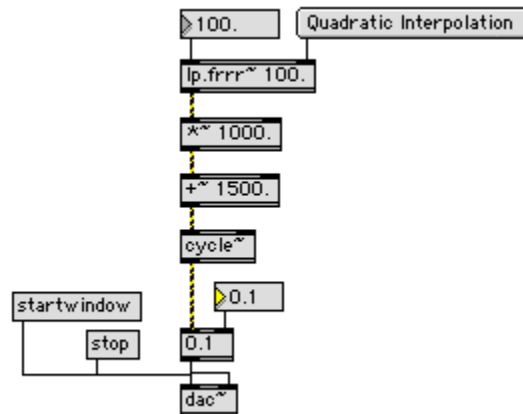 100.
Quadratic Interpolation
lp.frrr~ 100.
*~ 1000.
+~ 1500.
cycle~
0.1
startwindow
stop
0.1
dac~